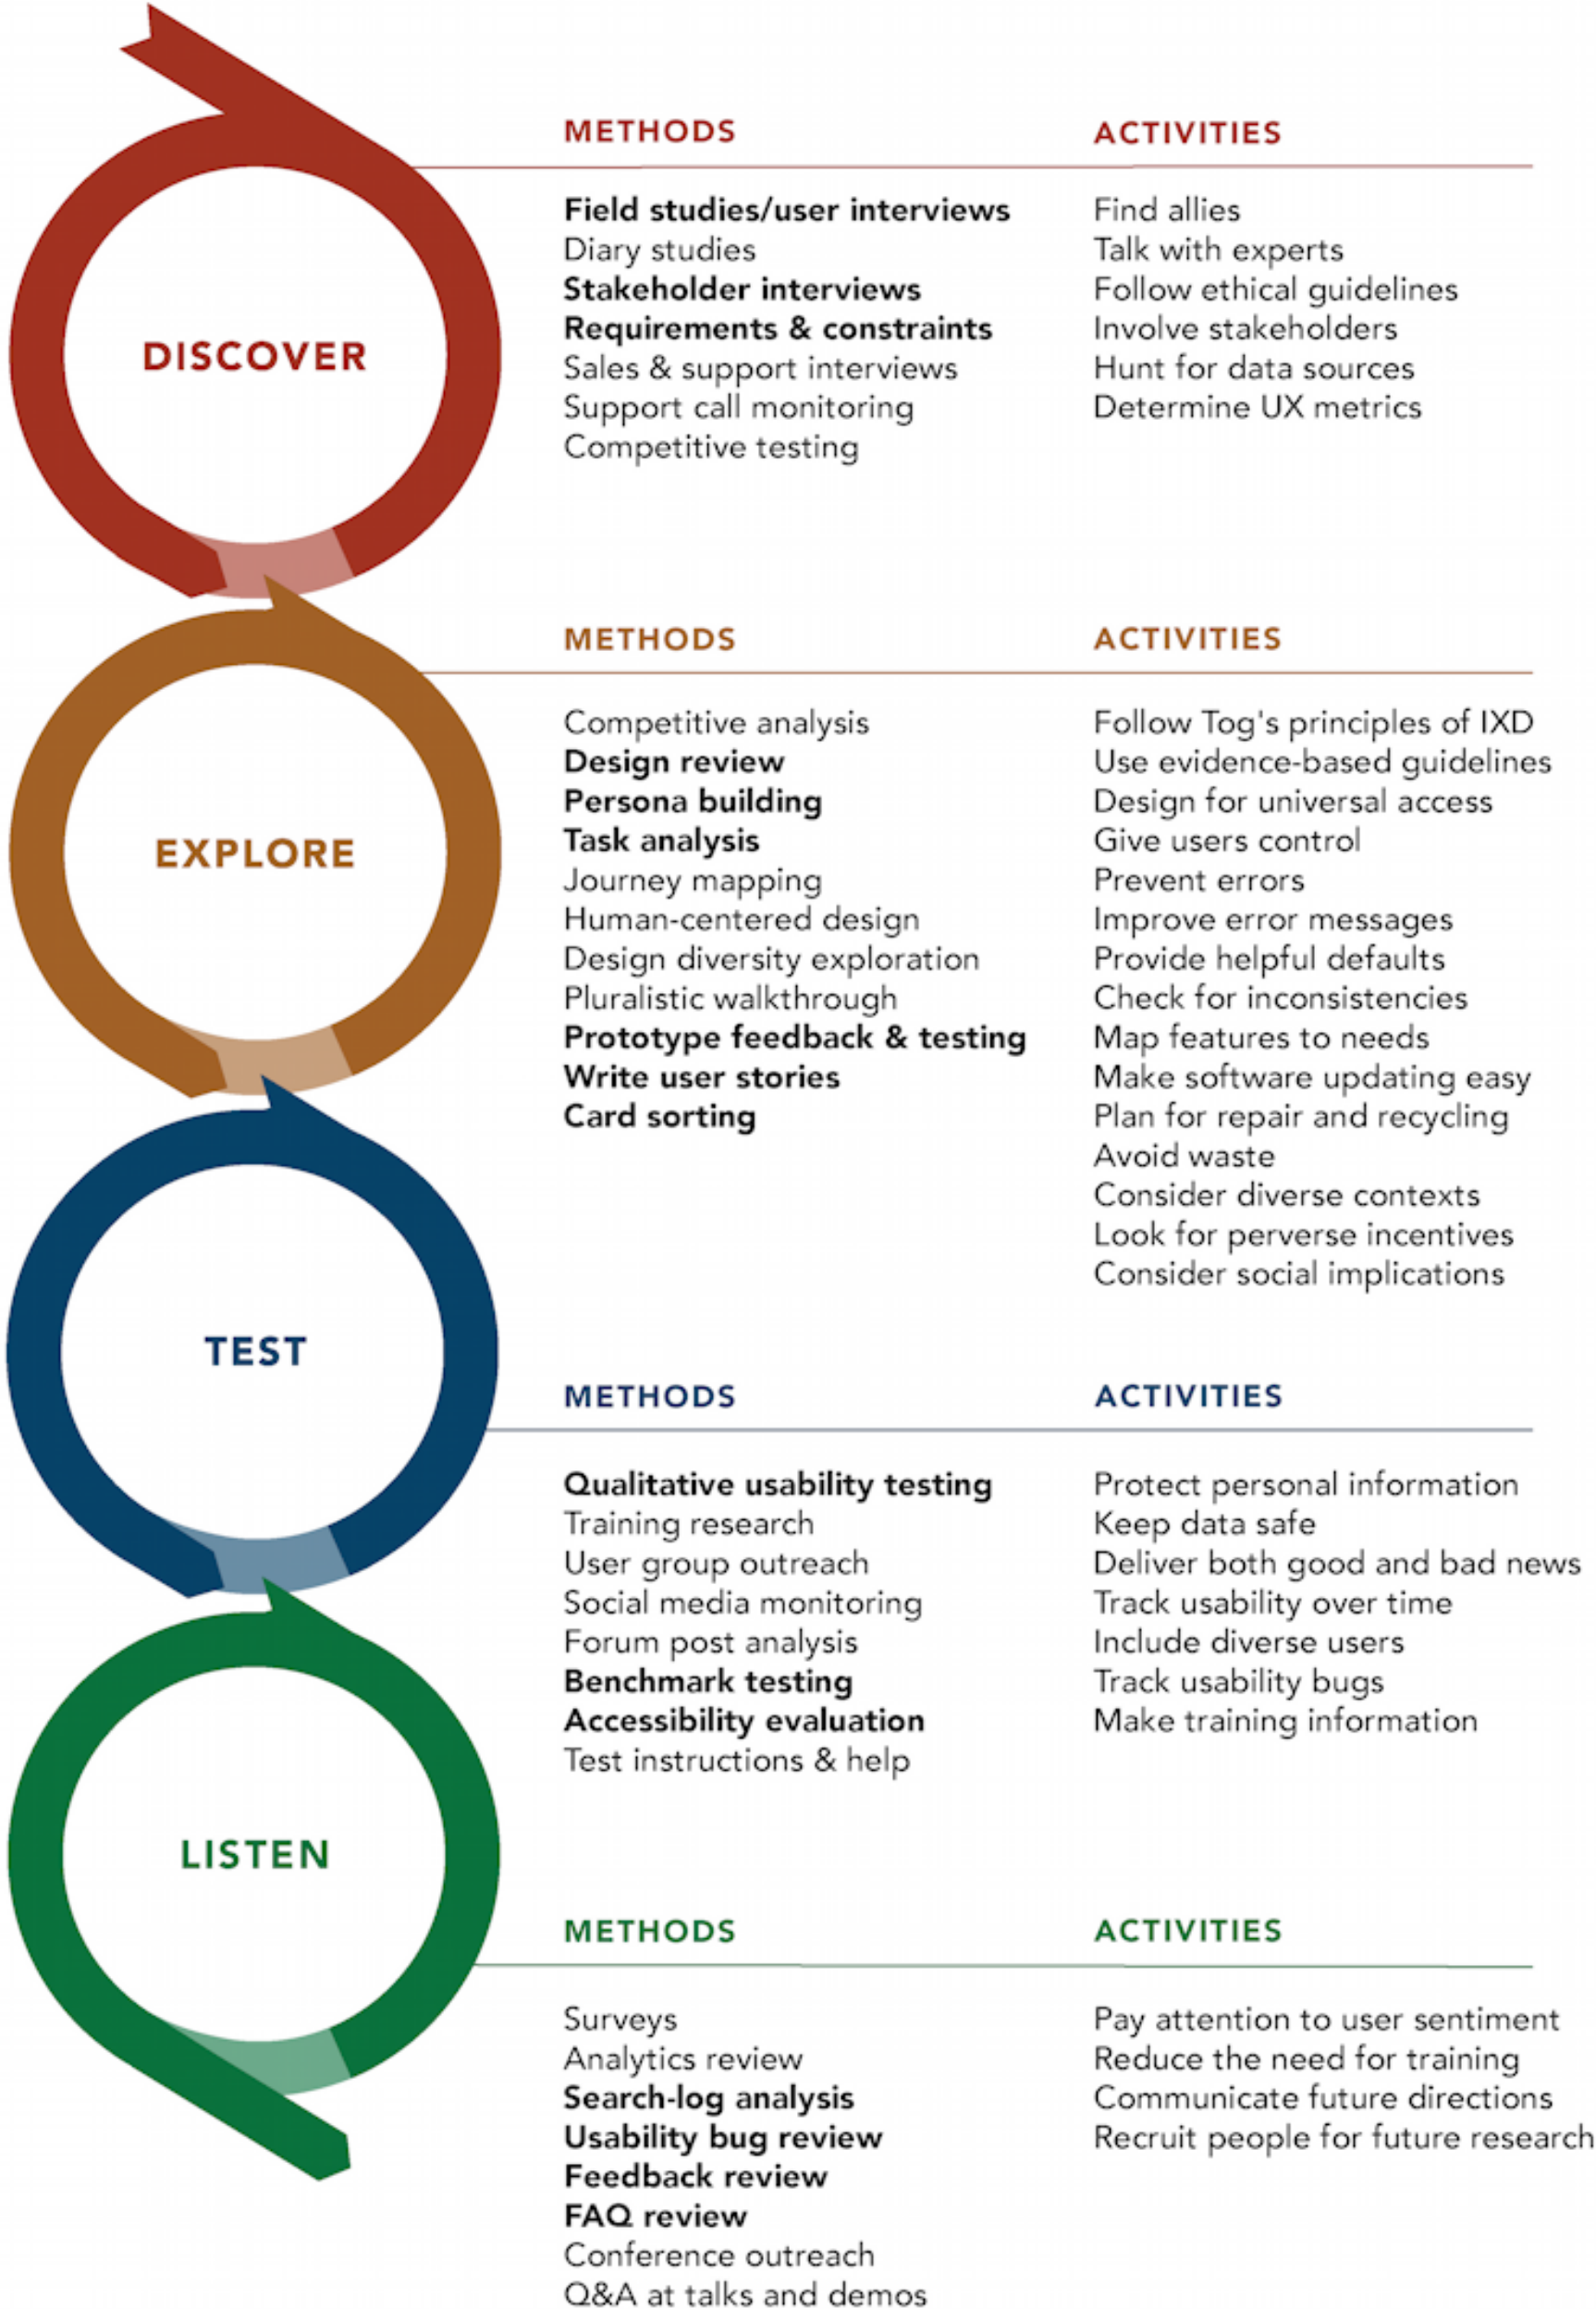 DISCOVER
METHODS
Field studies/user interviews
Diary studies
Stakeholder interviews
Requirements & constraints
Sales & support interviews
Support call monitoring
Competitive testing
ACTIVITIES
Find allies
Talk with experts
Follow ethical guidelines
Involve stakeholders
Hunt for data sources
Determine UX metrics
EXPLORE
METHODS
Competitive analysis
Design review
Persona building
Task analysis
Journey mapping
Human-centered design
Design diversity exploration
Pluralistic walkthrough
Prototype feedback & testing
Write user stories
Card sorting
ACTIVITIES
Follow Tog's principles of IXD
Use evidence-based guidelines
Design for universal access
Give users control
Prevent errors
Improve error messages
Provide helpful defaults
Check for inconsistencies
Map features to needs
Make software updating easy
Plan for repair and recycling
Avoid waste
Consider diverse contexts
Look for perverse incentives
Consider social implications
TEST
METHODS
Qualitative usability testing
Training research
User group outreach
Social media monitoring
Forum post analysis
Benchmark testing
Accessibility evaluation
Test instructions & help
ACTIVITIES
Protect personal information
Keep data safe
Deliver both good and bad news
Track usability over time
Include diverse users
Track usability bugs
Make training information
LISTEN
METHODS
Surveys
Analytics review
Search-log analysis
Usability bug review
Feedback review
FAQ review
Conference outreach
Q&A at talks and demos
ACTIVITIES
Pay attention to user sentiment
Reduce the need for training
Communicate future directions
Recruit people for future research